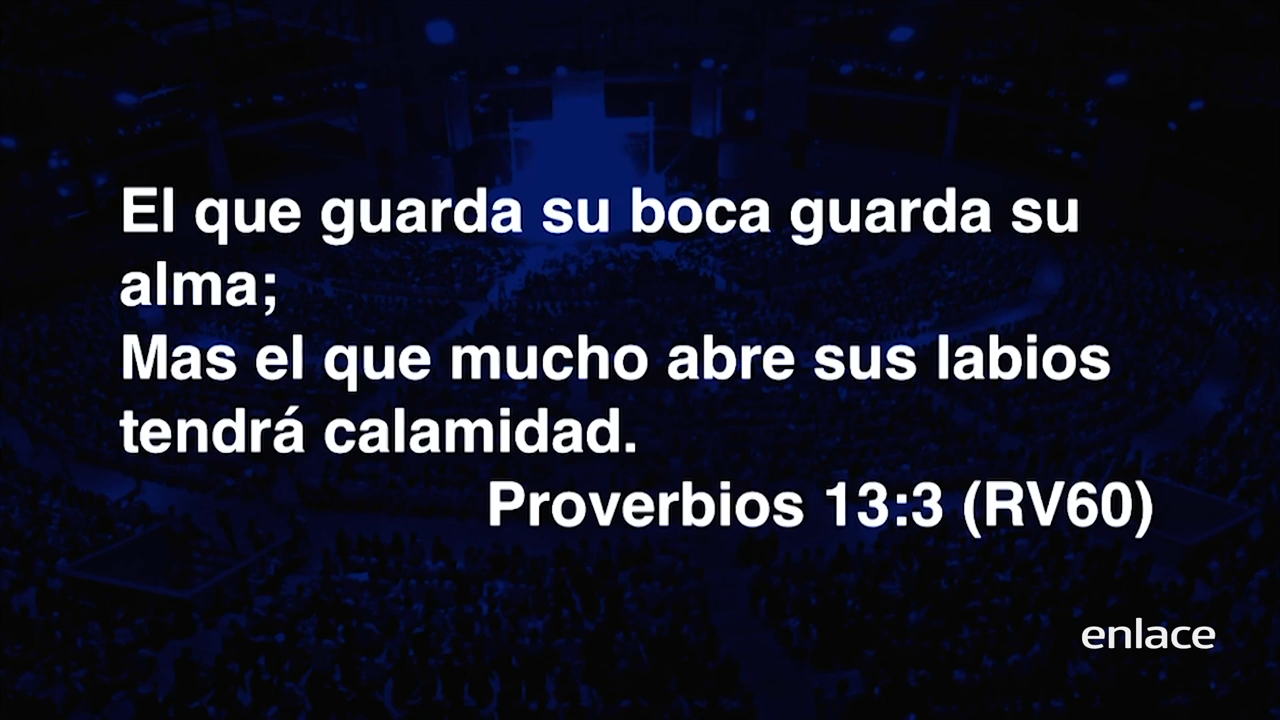 El que guarda su boca guarda su
alma;
Mas el que mucho abre sus labios
tendrá calamidad.
Proverbios 13:3 (RV60)
enlace